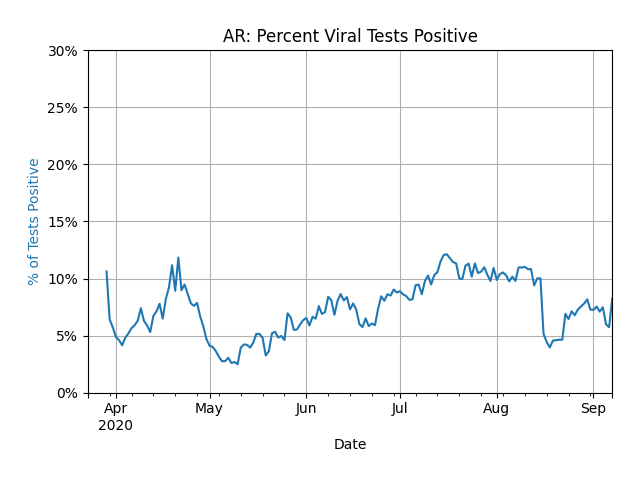 AR: Percent Viral Tests Positive
30%
25%
20%
15%
10%
5%
0%
% of Tests Positive
Apr
2020
May
Jun
Jul
Aug
Sep
Date